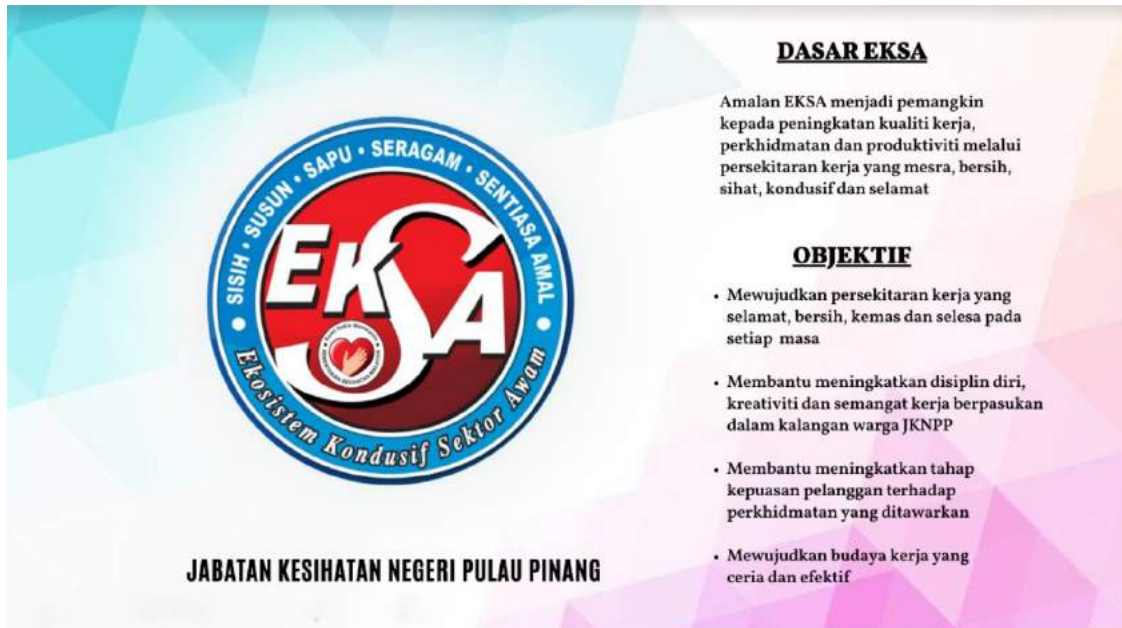 SISIH • SUSUN • SAPU • SERAGAM • SENTIASA AMAL
EKSA
Ekosistem Kondusif Sektor Awam
JABATAN KESIHATAN NEGERI PULAU PINANG
DASAR EKSA
Amalan EKSA menjadi pemangkin
kepada peningkatan kualiti kerja,
perkhidmatan dan produktiviti melalui
persekitaran kerja yang mesra, bersih,
sihat, kondusif dan selamat
OBJEKTIF
• Mewujudkan persekitaran kerja yang
selamat, bersih, kemas dan selesa pada
setiap masa
• Membantu meningkatkan disiplin diri,
kreativiti dan semangat kerja berpasukan
dalam kalangan warga JKNPP
• Membantu meningkatkan tahap
kepuasan pelanggan terhadap
perkhidmatan yang ditawarkan
• Mewujudkan budaya kerja yang
ceria dan efektif